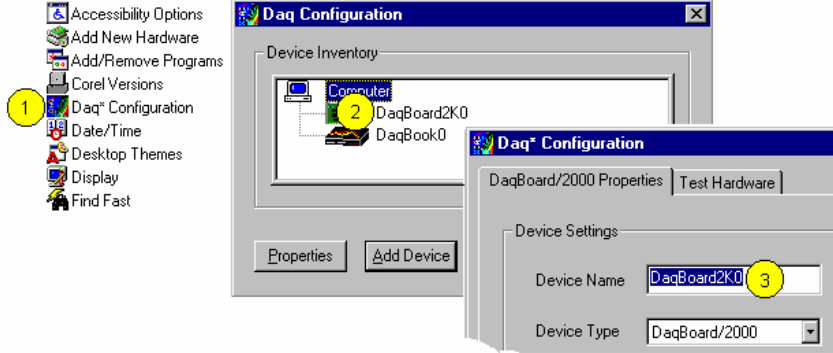 Accessibility Options
Add New Hardware
Add/Remove Programs
Corel Versions
1
Daq* Configuration
Date/Time
Desktop Themes
Display
Find Fast
Daq Configuration
Device Inventory
Computer
2
DaqBoard2K0
DaqBook0
Properties
Add Device
Daq* Configuration
DaqBoard/2000 Properties
Test Hardware
Device Settings
Device Name
DaqBoard2K0
3
Device Type
DaqBoard/2000